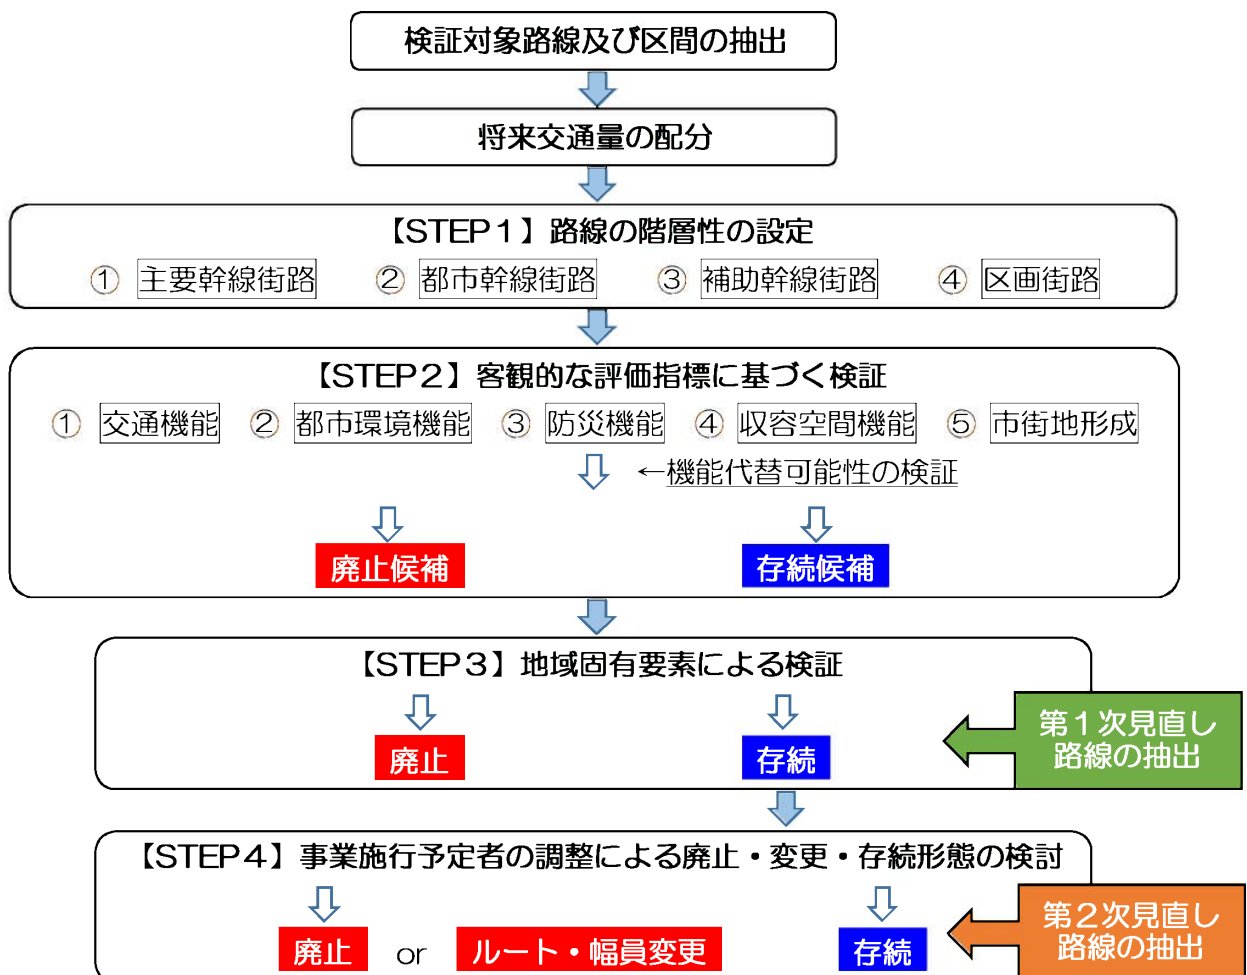 検証対象路線及び区間の抽出
将来交通量の配分
【STEP1】路線の階層性の設定
① 主要幹線街路 ② 都市幹線街路 ③ 補助幹線街路 ④ 区画街路
【STEP2】客観的な評価指標に基づく検証
① 交通機能 ② 都市環境機能 ③ 防災機能 ④ 収容空間機能 ⑤ 市街地形成
←機能代替可能性の検証
廃止候補 存続候補
【STEP3】地域固有要素による検証
廃止 存続
第1次見直し
路線の抽出
【STEP4】事業施行予定者の調整による廃止・変更・存続形態の検討
廃止 or ルート・幅員変更 存続
第2次見直し
路線の抽出